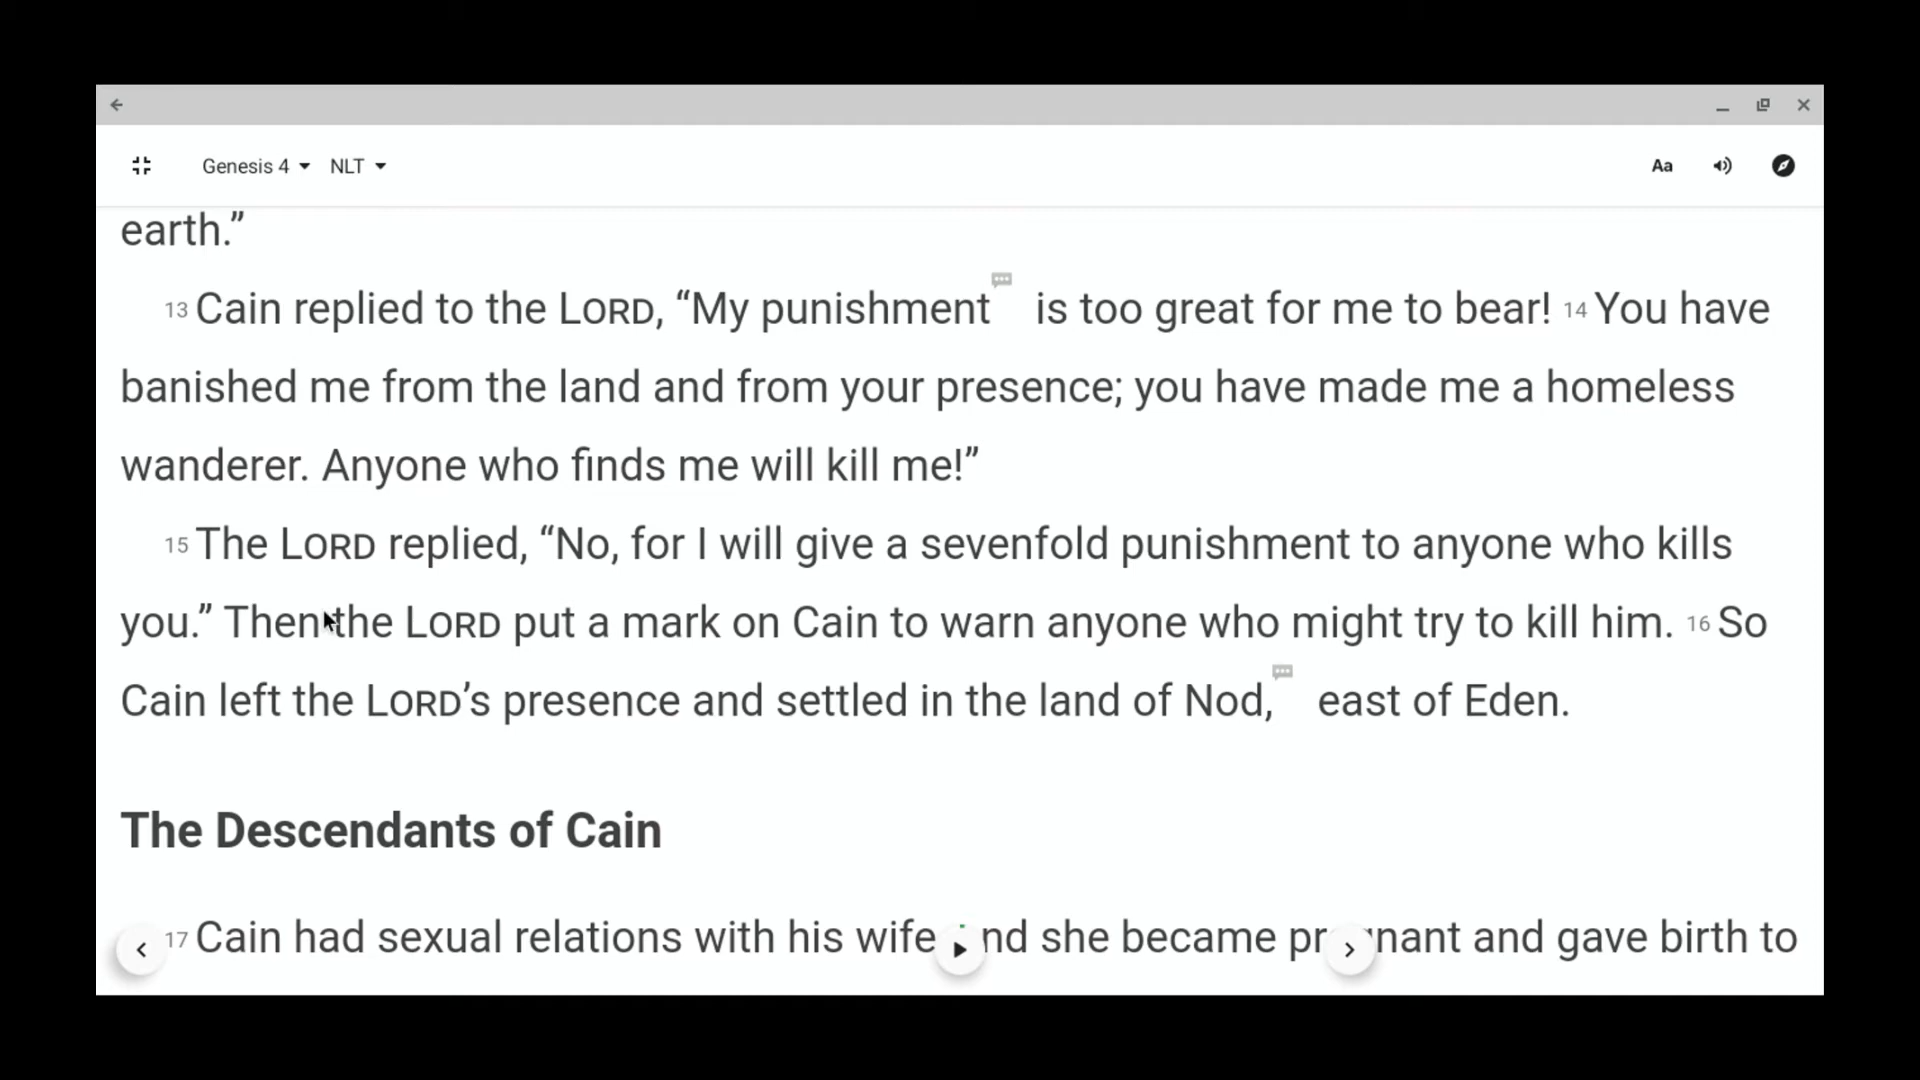 Genesis 4 NLT Aa
earth.”
13 Cain replied to the LORD, “My punishment is too great for me to bear! 14 You have
banished me from the land and from your presence; you have made me a homeless
wanderer. Anyone who finds me will kill me!”
15 The LORD replied, “No, for I will give a sevenfold punishment to anyone who kills
you.” Then the LORD put a mark on Cain to warn anyone who might try to kill him. 16 So
Cain left the LORD’s presence and settled in the land of Nod, east of Eden.
The Descendants of Cain
17 Cain had sexual relations with his wife and she became pregnant and gave birth to